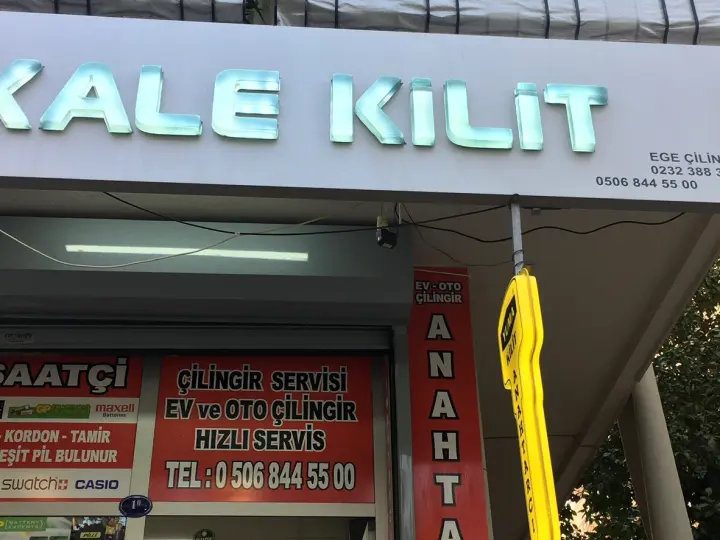 KALE KİLİT
EGE ÇİLİN
0232 388 3
0506 844 55 00
EV - OTO
ÇİLİNGİR
ANAHTA
SAATÇİ
maxell
- KORDON - TAMİR
EŞİT PİL BULUNUR
swatch CASIO
ÇİLİNGİR SERVİSİ
EV ve OTO ÇİLİNGİR
HIZLI SERVİS
TEL : 0 506 844 55 00